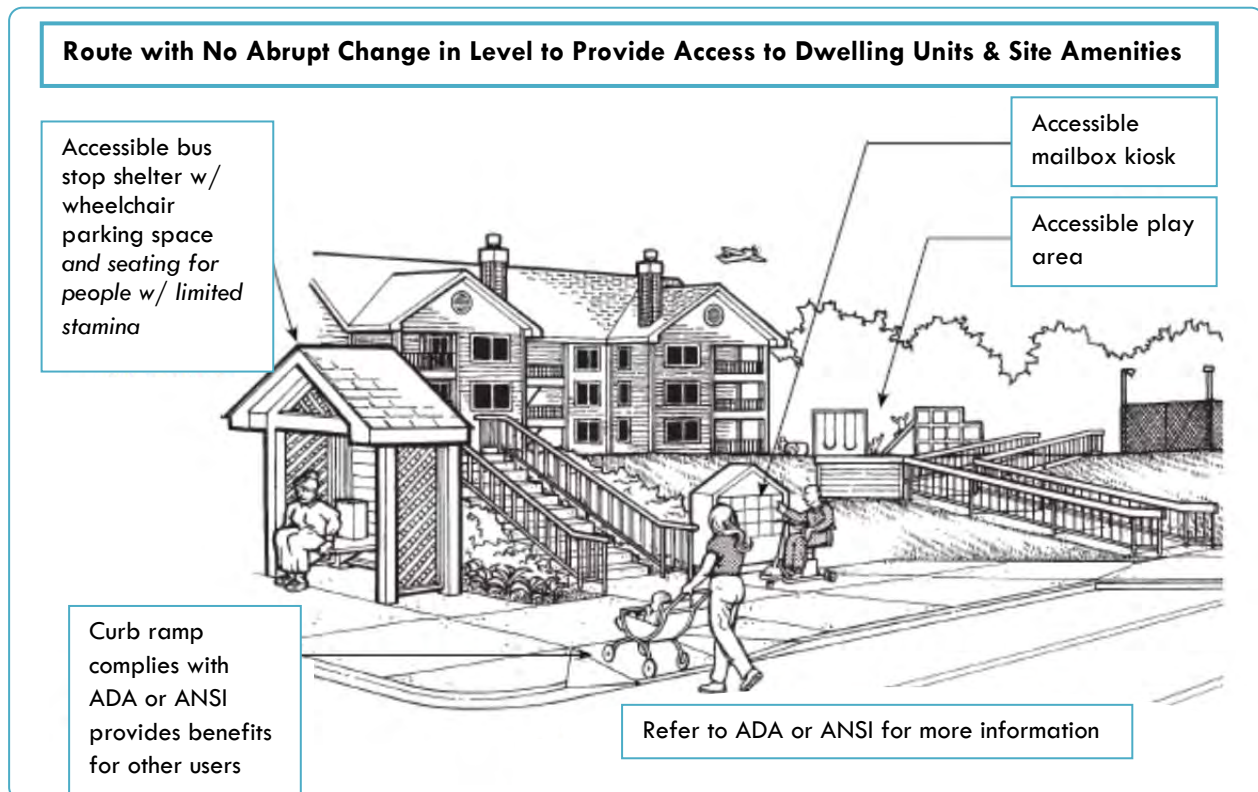 Route with No Abrupt Change in Level to Provide Access to Dwelling Units & Site Amenities
Accessible bus
stop shelter w/
wheelchair
parking space
and seating for
people w/ limited
stamina
Accessible
mailbox kiosk
Accessible play
area
Curb ramp
complies with
ADA or ANSI
provides benefits
for other users
Refer to ADA or ANSI for more information